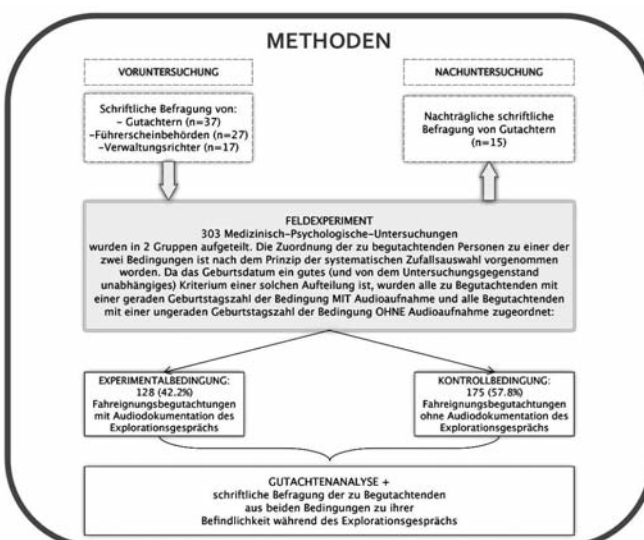 METHODEN
VORUNTERSUCHUNG
Schriftliche Befragung von:
– Gutachtern (n=37)
–Führerscheinbehörden (n=27)
–Verwaltungsrichter (n=17)
NACHUNTERSUCHUNG
Nachträgliche schriftliche
Befragung von Gutachtern
(n=15)
FELDEXPERIMENT
303 Medizinisch-Psychologische-Untersuchungen
wurden in 2 Gruppen aufgeteilt. Die Zuordnung der zu begutachtenden Personen zu einer der
zwei Bedingungen ist nach dem Prinzip der systematischen Zufallsauswahl vorgenommen
worden. Da das Geburtsdatum ein gutes (und von dem Untersuchungsgegenstand
unabhängiges) Kriterium einer solchen Aufteilung ist, wurden alle zu Begutachtenden mit
einer geraden Geburtstagszahl der Bedingung MIT Audioaufnahme und alle Begutachtenden
mit einer ungeraden Geburtstagszahl der Bedingung OHNE Audioaufnahme zugeordnet:
EXPERIMENTALBEDINGUNG:
128 (42.2%)
Fahreignungsbegutachtungen
mit Audiodokumentation des
Explorationsgesprächs
KONTROLLBEDINGUNG:
175 (57.8%)
Fahreignungsbegutachtungen
ohne Audiodokumentation des
Explorationsgesprächs
GUTACHTENANALYSE +
schriftliche Befragung der zu Begutachtenden
aus beiden Bedingungen zu ihrer
Befindlichkeit während des Explorationsgesprächs